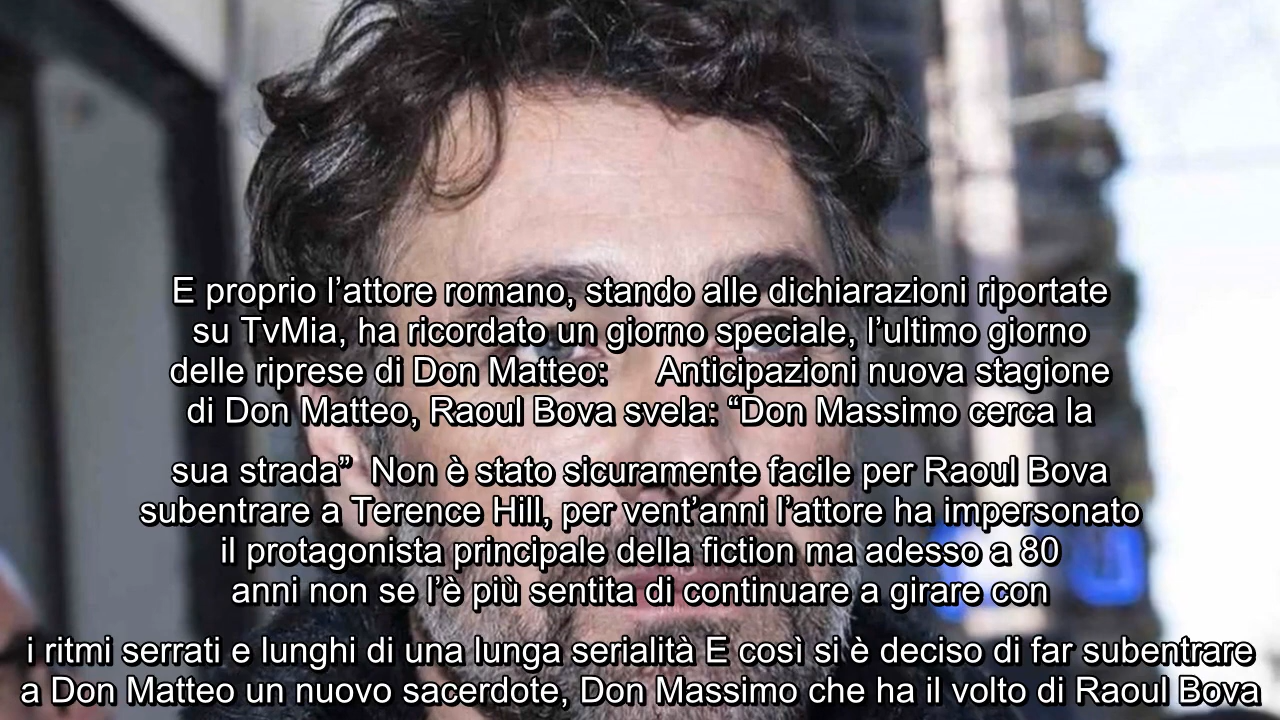 E proprio l’attore romano, stando alle dichiarazioni riportate
su TvMia, ha ricordato un giorno speciale, l’ultimo giorno
delle riprese di Don Matteo:     Anticipazioni nuova stagione
di Don Matteo, Raoul Bova svela: “Don Massimo cerca la
sua strada”  Non è stato sicuramente facile per Raoul Bova
subentrare a Terence Hill, per vent’anni l’attore ha impersonato
il protagonista principale della fiction ma adesso a 80
anni non se l’è più sentita di continuare a girare con
i ritmi serrati e lunghi di una lunga serialità E così si è deciso di far subentrare
a Don Matteo un nuovo sacerdote, Don Massimo che ha il volto di Raoul Bova